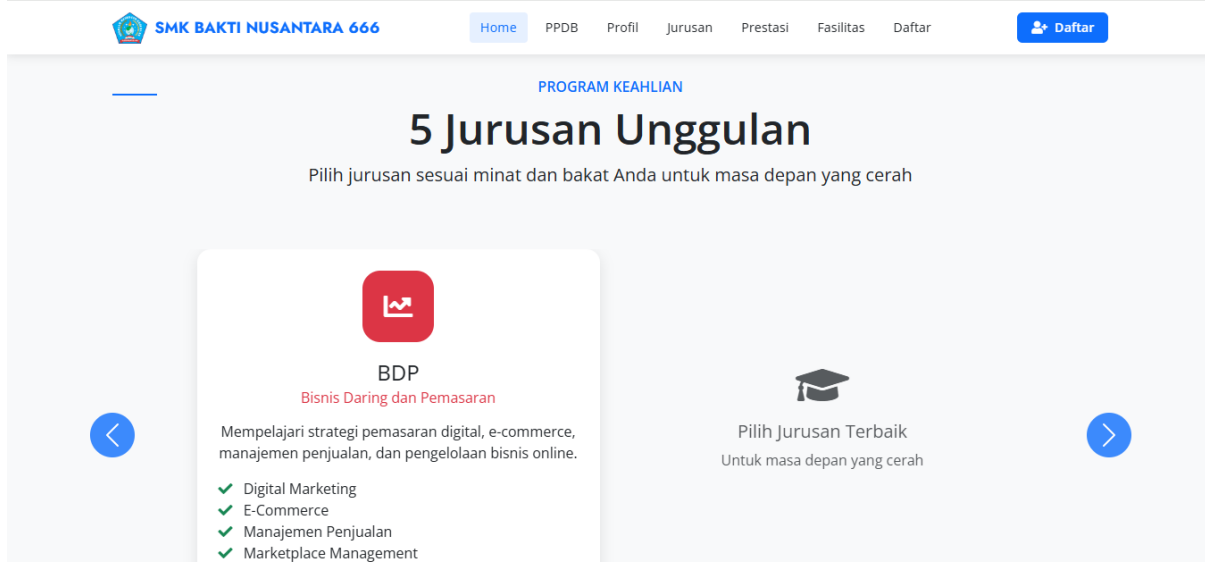 SMK BAKTI NUSANTARA 666
Home PPDB Profil Jurusan Prestasi Fasilitas Daftar
Daftar
PROGRAM KEAHLIAN
5 Jurusan Unggulan
Pilih jurusan sesuai minat dan bakat Anda untuk masa depan yang cerah
BDP
Bisnis Daring dan Pemasaran
Mempelajari strategi pemasaran digital, e-commerce,
manajemen penjualan, dan pengelolaan bisnis online.
Digital Marketing
E-Commerce
Manajemen Penjualan
Marketplace Management
Pilih Jurusan Terbaik
Untuk masa depan yang cerah